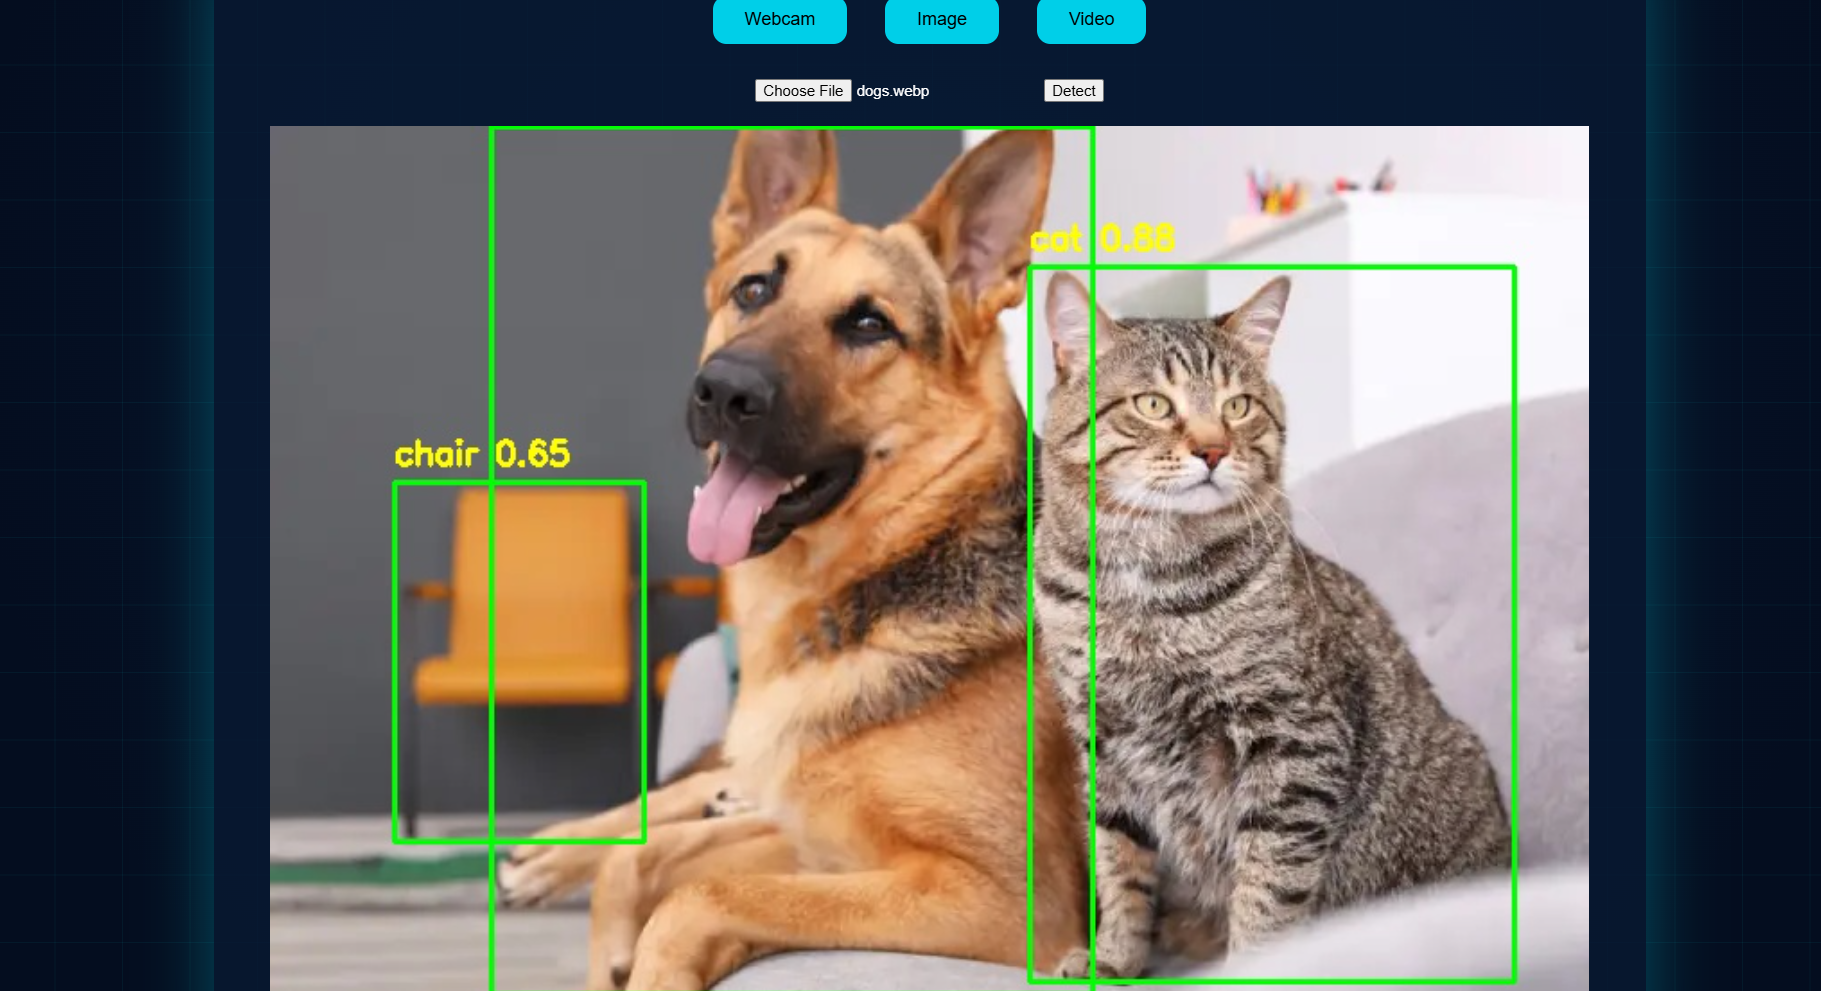 Webcam Image Video
Choose File dogs.webp Detect
cat 0.88
chair 0.65